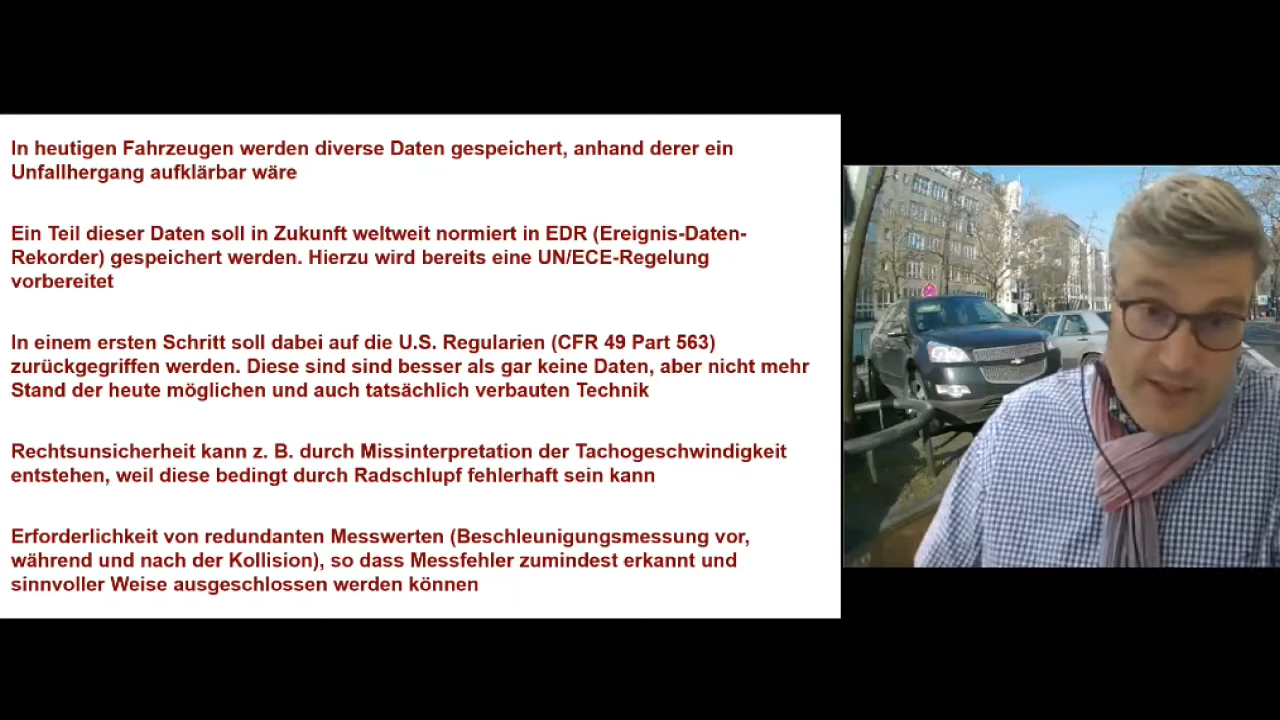 In heutigen Fahrzeugen werden diverse Daten gespeichert, anhand derer ein
Unfallhergang aufklärbar wäre
Ein Teil dieser Daten soll in Zukunft weltweit normiert in EDR (Ereignis-Daten-
Rekorder) gespeichert werden. Hierzu wird bereits eine UN/ECE-Regelung
vorbereitet
In einem ersten Schritt soll dabei auf die U.S. Regularien (CFR 49 Part 563)
zurückgegriffen werden. Diese sind sind besser als gar keine Daten, aber nicht mehr
Stand der heute möglichen und auch tatsächlich verbauten Technik
Rechtsunsicherheit kann z. B. durch Missinterpretation der Tachogeschwindigkeit
entstehen, weil diese bedingt durch Radschlupf fehlerhaft sein kann
Erforderlichkeit von redundanten Messwerten (Beschleunigungsmessung vor,
während und nach der Kollision), so dass Messfehler zumindest erkannt und
sinnvoller Weise ausgeschlossen werden können